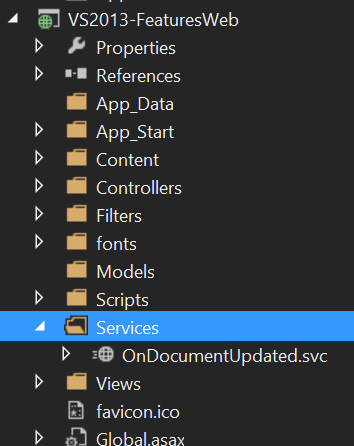 VS2013-FeaturesWeb
Properties
References
App_Data
App_Start
Content
Controllers
Filters
fonts
Models
Scripts
Services
OnDocumentUpdated.svc
Views
favicon.ico
Global.asax